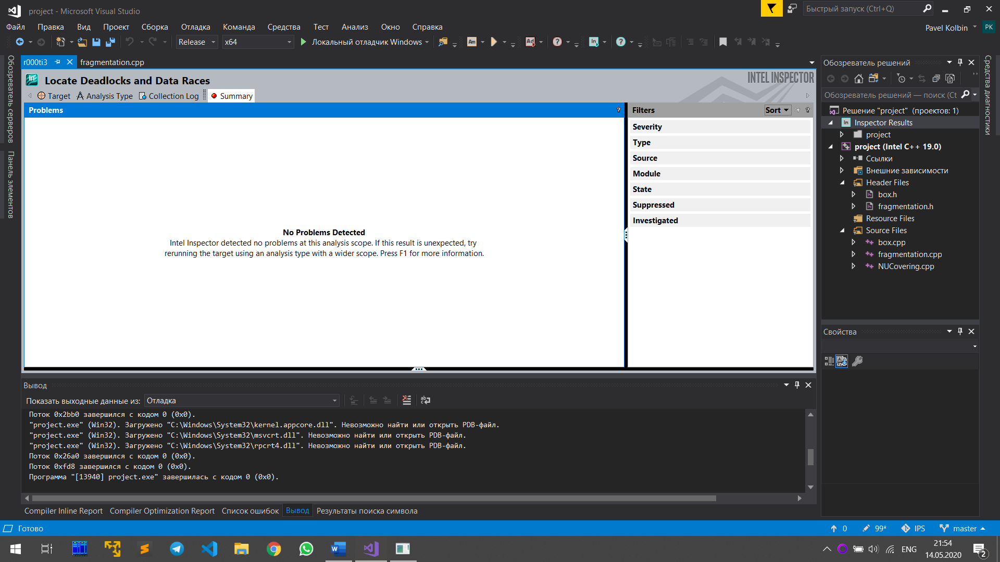 project - Microsoft Visual Studio
Быстрый запуск (Ctrl+Q)
Файл Правка Вид Проект Сборка Отладка Команда Средства Тест Анализ Окно Справка
Pavel Kolbin PK
Release x64 Локальный отладчик Windows
r000ti3 fragmentation.cpp
Locate Deadlocks and Data Races
INTEL INSPECTOR
Target Analysis Type Collection Log Summary
Problems ?
Filters Sort ?
Severity
Type
Source
Module
State
Suppressed
Investigated
No Problems Detected
Intel Inspector detected no problems at this analysis scope. If this result is unexpected, try
rerunning the target using an analysis type with a wider scope. Press F1 for more information.
Обозреватель серверов
Панель элементов
Обозреватель решений
Обозреватель решений — поиск (Ct
Решение "project" (проектов: 1)
Inspector Results
project
project (Intel C++ 19.0)
Ссылки
Внешние зависимости
Header Files
box.h
fragmentation.h
Resource Files
Source Files
box.cpp
fragmentation.cpp
NUCovering.cpp
Средства диагностики
Свойства
Вывод
Показать выходные данные из: Отладка
Поток 0x2bb0 завершился с кодом 0 (0x0).
"project.exe" (Win32). Загружено "C:\Windows\System32\kernel.appcore.dll". Невозможно найти или открыть PDB-файл.
"project.exe" (Win32). Загружено "C:\Windows\System32\msvcrt.dll". Невозможно найти или открыть PDB-файл.
"project.exe" (Win32). Загружено "C:\Windows\System32\rpcrt4.dll". Невозможно найти или открыть PDB-файл.
Поток 0x26a0 завершился с кодом 0 (0x0).
Поток 0xfd8 завершился с кодом 0 (0x0).
Программа "[13940] project.exe" завершилась с кодом 0 (0x0).
Compiler Inline Report Compiler Optimization Report Список ошибок Вывод Результаты поиска символа
Готово
0 99* IPS master
ENG
21:54
14.05.2020
2